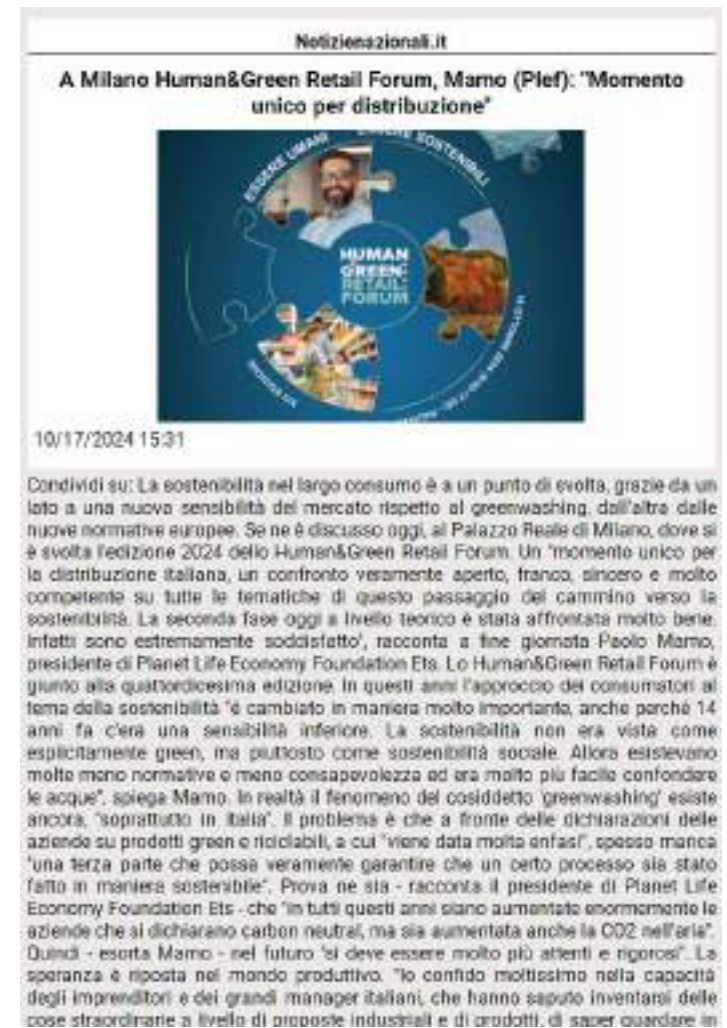 Notizienazionali.it
A Milano Human&Green Retail Forum, Mamo (Plef): "Momento
unico per distribuzione"
ESSERE UMANI
ESSERE SOSTENIBILI
HUMAN
GREEN
RETAIL
FORUM
XIV EDIZIONE
10/17/2024 15:31
Condividi su: La sostenibilità nel largo consumo è a un punto di svolta, grazie da un
lato a una nuova sensibilità del mercato rispetto al greenwashing, dall'altra dalle
nuove normative europee. Se ne è discusso oggi, al Palazzo Reale di Milano, dove si
è svolta l'edizione 2024 dello Human&Green Retail Forum. Un "momento unico per
la distribuzione italiana, un confronto veramente aperto, franco, sincero e molto
competente su tutte le tematiche di questo passaggio del cammino verso la
sostenibilità. La seconda fase oggi a livello teorico è stata affrontata molto bene.
Infatti sono estremamente soddisfatto", racconta a fine giornata Paolo Mamo,
presidente di Planet Life Economy Foundation Ets. Lo Human&Green Retail Forum è
giunto alla quattordicesima edizione. In questi anni l'approccio dei consumatori al
tema della sostenibilità "è cambiato in maniera molto importante, anche perché 14
anni fa c'era una sensibilità inferiore. La sostenibilità non era vista come
esplicitamente green, ma piuttosto come sostenibilità sociale. Allora esistevano
molte meno normative e meno consapevolezza ed era molto più facile confondere
le acque", spiega Mamo. In realtà il fenomeno del cosiddetto 'greenwashing' esiste
ancora, "soprattutto in Italia". Il problema è che a fronte delle dichiarazioni delle
aziende su prodotti green e riciclabili, a cui "viene data molta enfasi", spesso manca
"una terza parte che possa veramente garantire che un certo processo sia stato
fatto in maniera sostenibile". Prova ne sia - racconta il presidente di Planet Life
Economy Foundation Ets - che "in tutti questi anni siano aumentate enormemente le
aziende che si dichiarano carbon neutral, ma sia aumentata anche la CO2 nell'aria".
Quindi - esorta Mamo - nel futuro "si deve essere molto più attenti e rigorosi". La
speranza è riposta nel mondo produttivo. "Io confido moltissimo nella capacità
degli imprenditori e dei grandi manager italiani, che hanno saputo inventarsi delle
cose straordinarie a livello di proposte industriali e di prodotti, di saper guardare in